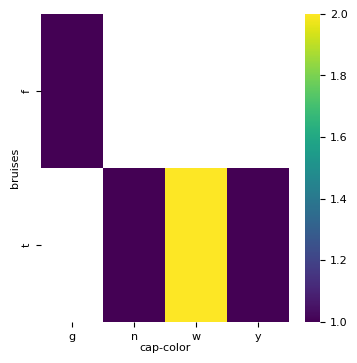 bruises
f
t
g n w y
cap-color
2.0
1.8
1.6
1.4
1.2
1.0